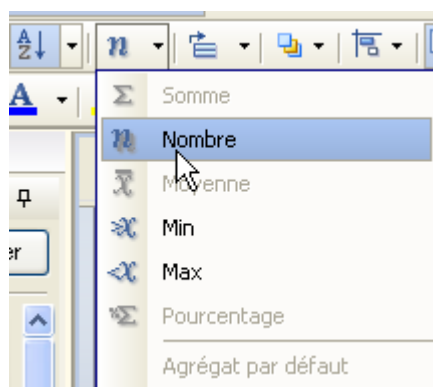 Somme
Nombre
Moyenne
Min
Max
Pourcentage
Agrégat par défaut